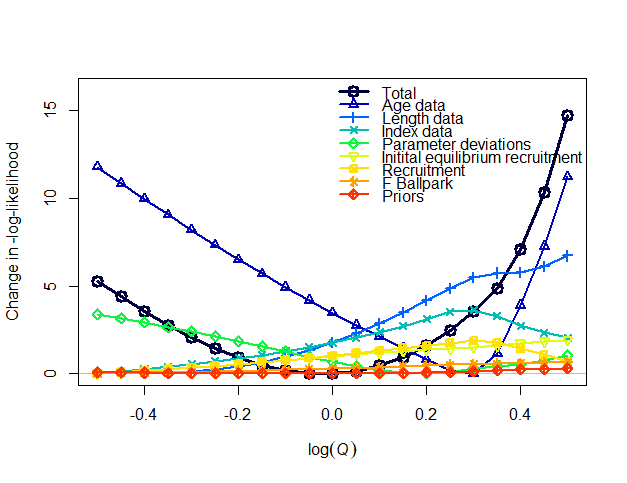 Total
Age data
Length data
Index data
Parameter deviations
Initital equilibrium recruitment
Recruitment
F Ballpark
Priors
Change in -log-likelihood
15
10
5
0
-0.4 -0.2 0.0 0.2 0.4
log(Q)